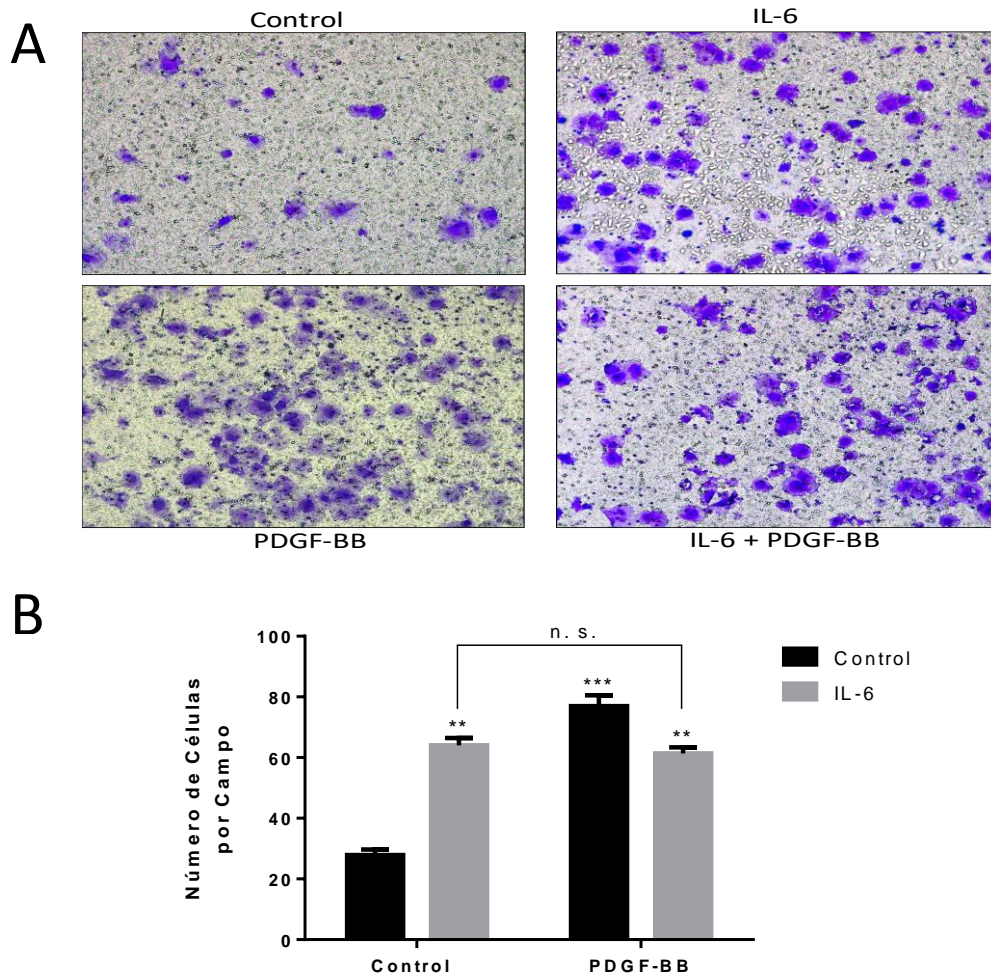 A
Control
IL-6
PDGF-BB
IL-6 + PDGF-BB
B
Número de Células
por Campo
100
80
60
40
20
0
n. s.
**
***
**
Control
IL-6
Control
PDGF-BB